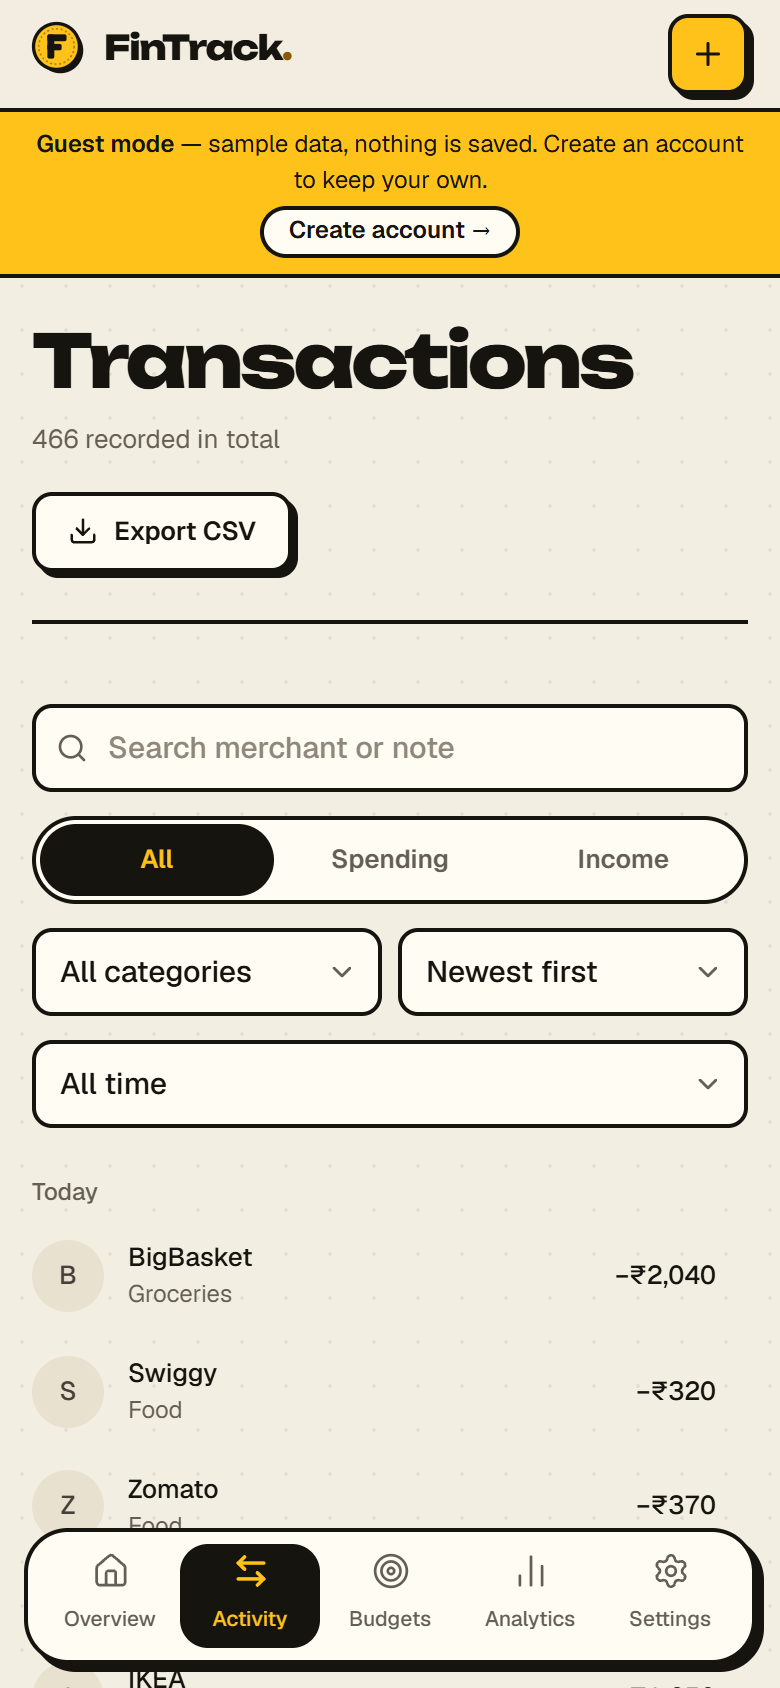 F FinTrack.
+
Guest mode — sample data, nothing is saved. Create an account
to keep your own.
Create account →
Transactions
466 recorded in total
Export CSV
Search merchant or note
All Spending Income
All categories Newest first
All time
Today
B BigBasket −₹2,040
Groceries
S Swiggy −₹320
Food
Z Zomato −₹370
Food
Overview Activity Budgets Analytics Settings
IKEA